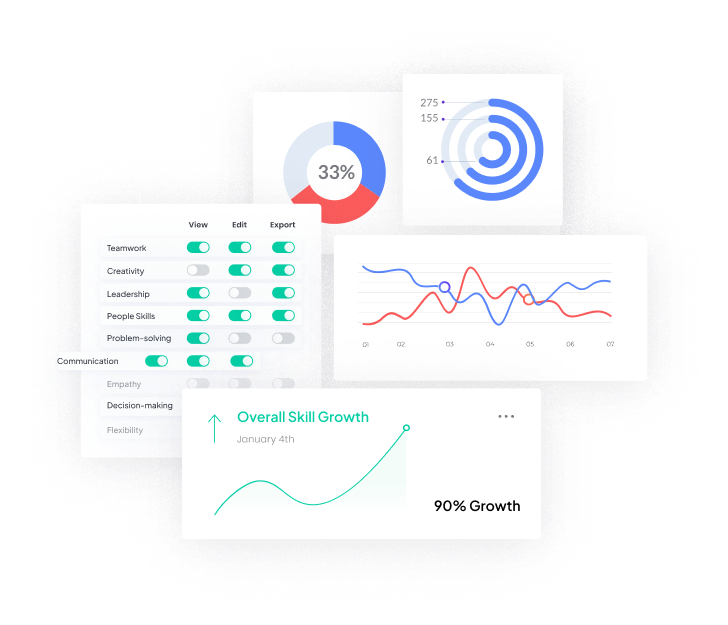 275
155
61
33%
View Edit Export
Teamwork
Creativity
Leadership
People Skills
Problem-solving
Communication
Empathy
Decision-making
Flexibility
01 02 03 04 05 06 07
Overall Skill Growth
January 4th
90% Growth